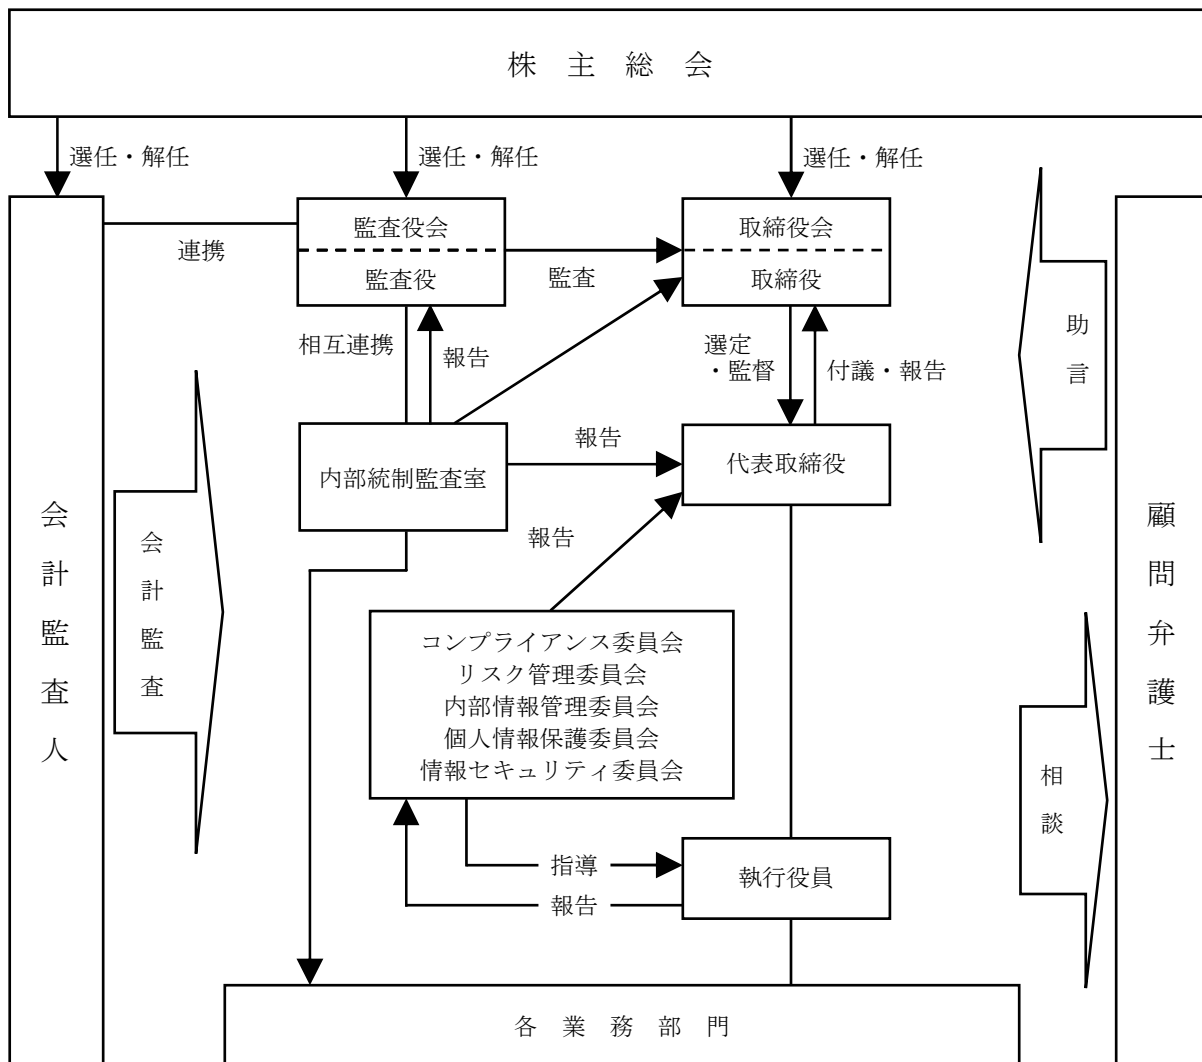 株主総会
選任・解任
選任・解任
選任・解任
監査役会
監査役
取締役会
取締役
連携
監査
相互連携
報告
選定
・監督
付議・報告
助言
内部統制監査室
報告
代表取締役
報告
会計監査人
会計監査
顧問弁護士
コンプライアンス委員会
リスク管理委員会
内部情報管理委員会
個人情報保護委員会
情報セキュリティ委員会
相談
指導
報告
執行役員
各業務部門